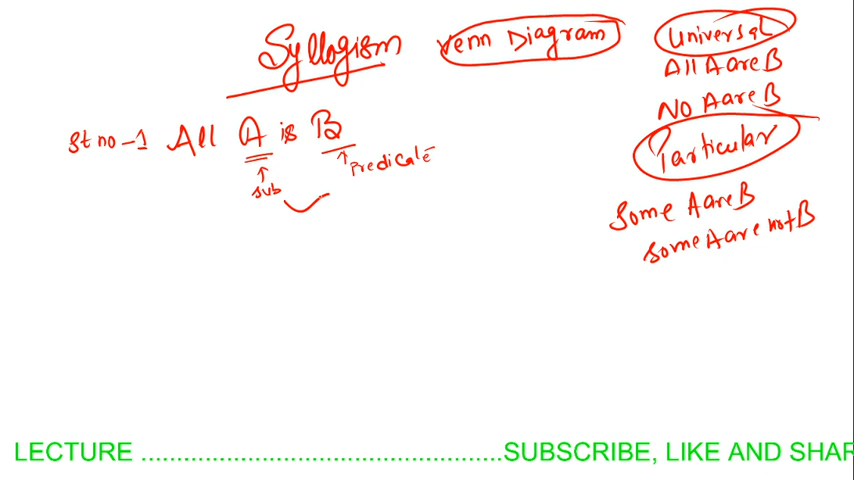 Syllogism
Venn Diagram
Universal
All A are B
NO A are B
Particular
Some A are B
Some A are not B
St no-1 All A is B
sub
Predicate
LECTURE ...................................................SUBSCRIBE, LIKE AND SHAR